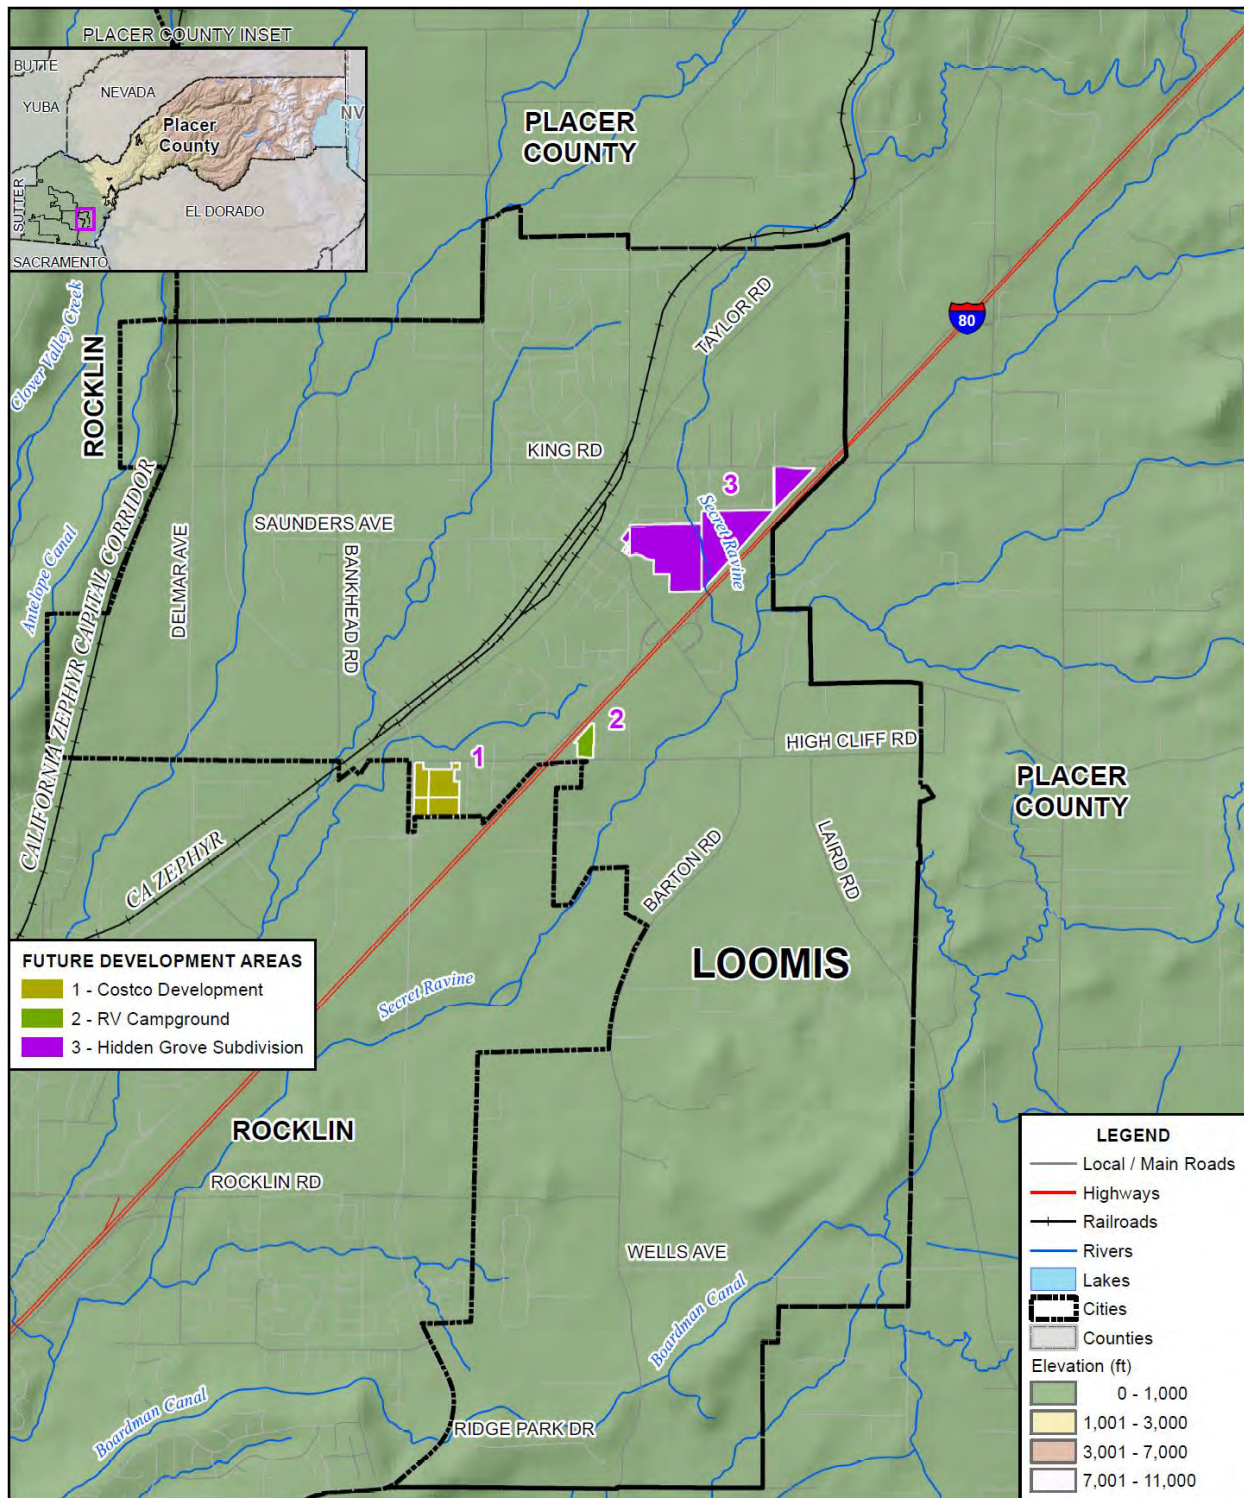 PLACER COUNTY INSET
BUTTE
NEVADA
YUBA
Placer
County
NV
SUTTER
EL DORADO
SACRAMENTO
PLACER
COUNTY
80
TAYLOR RD
Clover Valley Creek
ROCKLIN
KING RD
3
Secret Ravine
SAUNDERS AVE
BANKHEAD RD
DELMAR AVE
Antelope Canal
CALIFORNIA ZEPHYR CAPITAL CORRIDOR
2
1
HIGH CLIFF RD
PLACER
COUNTY
CA ZEPHYR
BARTON RD
LAIRD RD
LOOMIS
FUTURE DEVELOPMENT AREAS
1 - Costco Development
2 - RV Campground
3 - Hidden Grove Subdivision
Secret Ravine
ROCKLIN
ROCKLIN RD
WELLS AVE
Boardman Canal
Boardman Canal
RIDGE PARK DR
LEGEND
Local / Main Roads
Highways
Railroads
Rivers
Lakes
Cities
Counties
Elevation (ft)
0 - 1,000
1,001 - 3,000
3,001 - 7,000
7,001 - 11,000